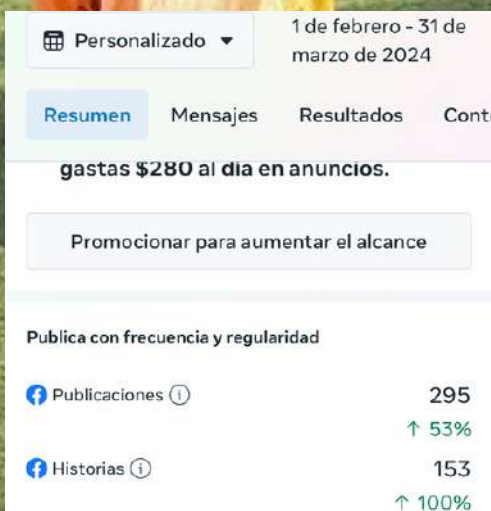 Personalizado
1 de febrero - 31 de
marzo de 2024
Resumen Mensajes Resultados Cont
gastas $280 al día en anuncios.
Promocionar para aumentar el alcance
Publica con frecuencia y regularidad
Publicaciones 295
↑ 53%
Historias 153
↑ 100%